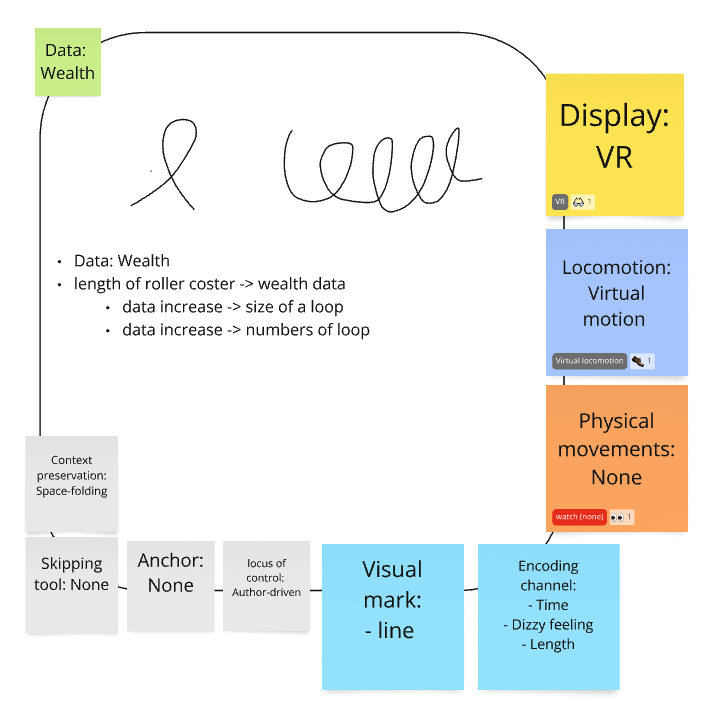 Data:
Wealth
Display:
VR
VR
1
• Data: Wealth
• length of roller coster -> wealth data
• data increase -> size of a loop
• data increase -> numbers of loop
Locomotion:
Virtual
motion
Virtual locomotion
1
Physical
movements:
None
watch (none)
1
Context
preservation:
Space-folding
Skipping
tool: None
Anchor:
None
locus of
control:
Author-driven
Visual
mark:
- line
Encoding
channel:
- Time
- Dizzy feeling
- Length